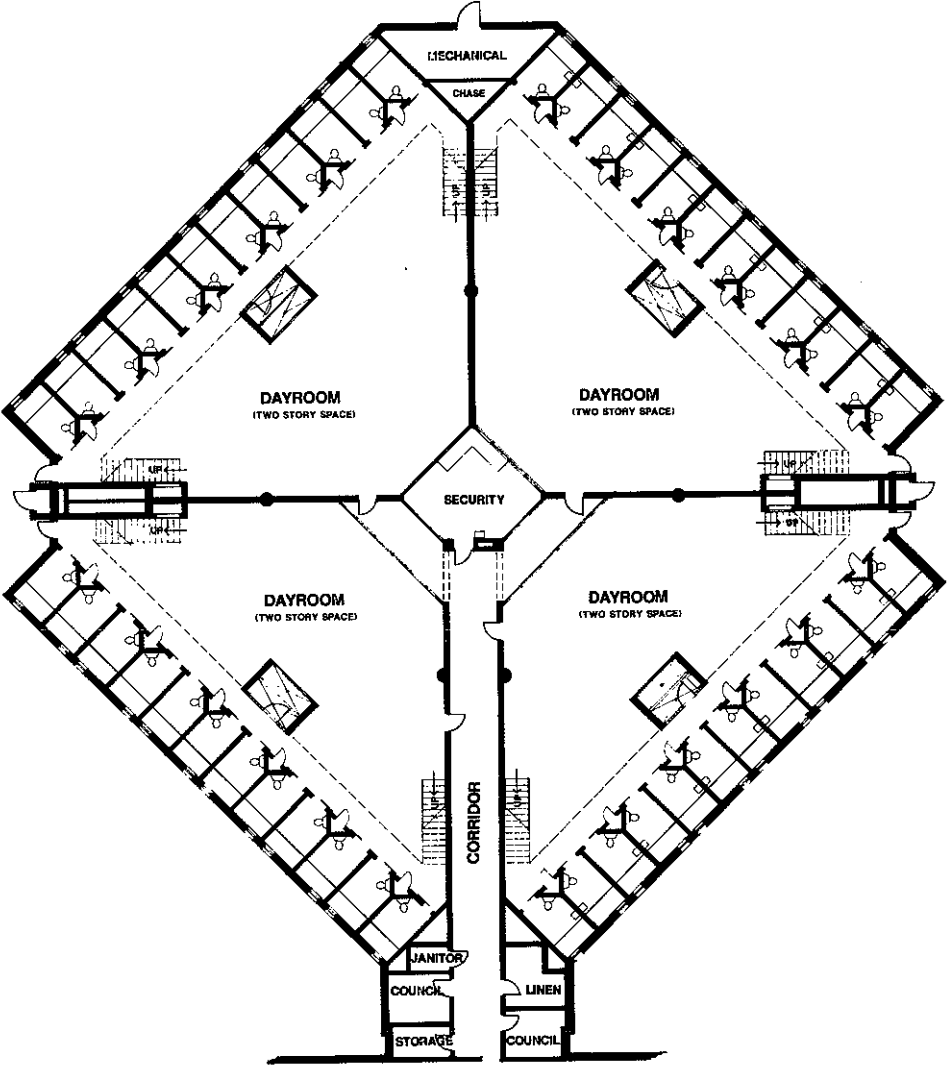 MECHANICAL
CHASE
UP
UP
DAYROOM
(TWO STORY SPACE)
DAYROOM
(TWO STORY SPACE)
UP
UP
SECURITY
UP
UP
DAYROOM
(TWO STORY SPACE)
DAYROOM
(TWO STORY SPACE)
UP
UP
CORRIDOR
JANITOR
COUNCIL
LINEN
STORAGE
COUNCIL